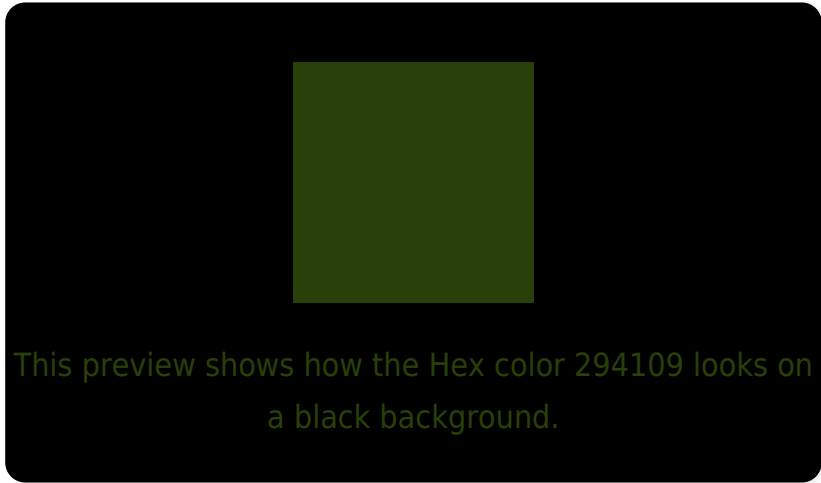 This preview shows how the Hex color 294109 looks on
a black background.